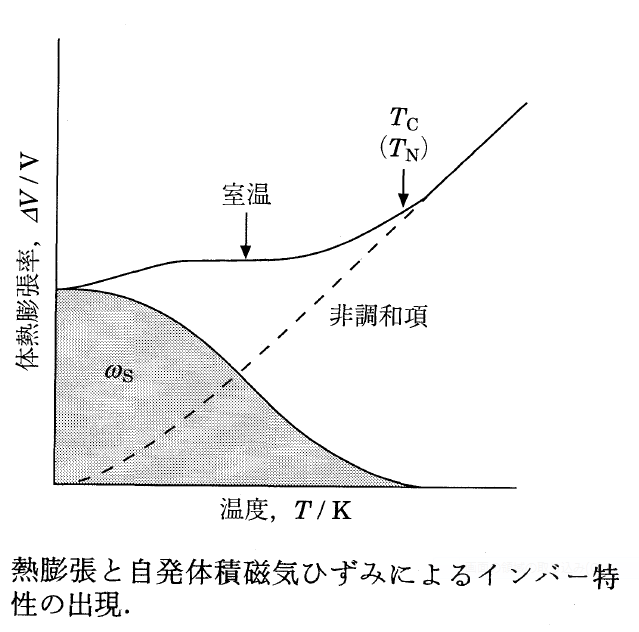 T_C
(T_N)
室温
体熱膨張率, ΔV/V
非調和項
ω_S
温度, T/K
熱膨張と自発体積磁気ひずみによるインバー特
性の出現.